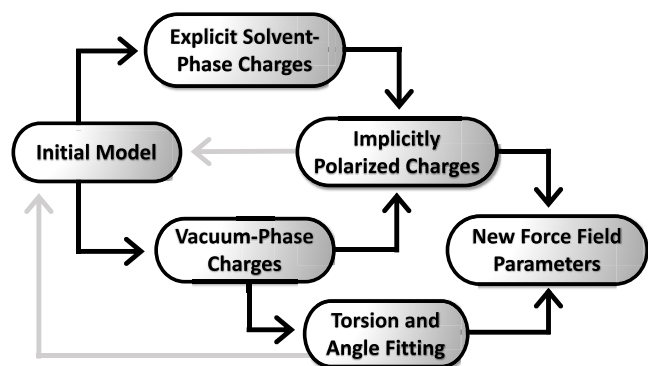 Explicit Solvent-
Phase Charges
Initial Model
Implicitly
Polarized Charges
Vacuum-Phase
Charges
New Force Field
Parameters
Torsion and
Angle Fitting